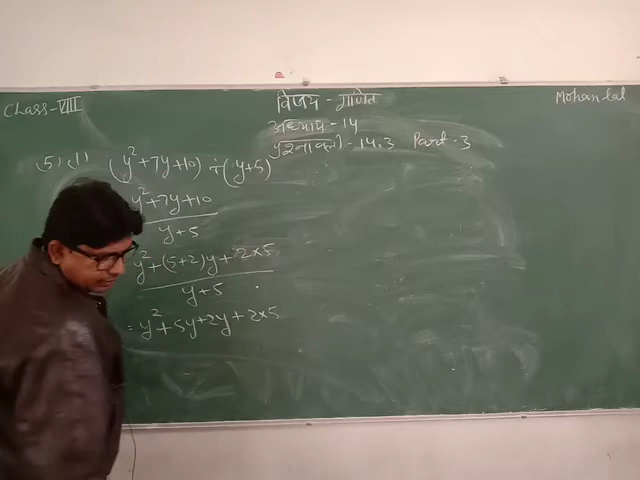 Class-VIII
विषय - गणित
Mohan lal
अध्याय - 14
प्रश्नावली - 14.3 Part-3
(5) (1) (y²+7y+10) ÷ (y+5)
y²+7y+10
y+5
y²+(5+2)y+2×5
y+5
= y²+5y+2y+2×5